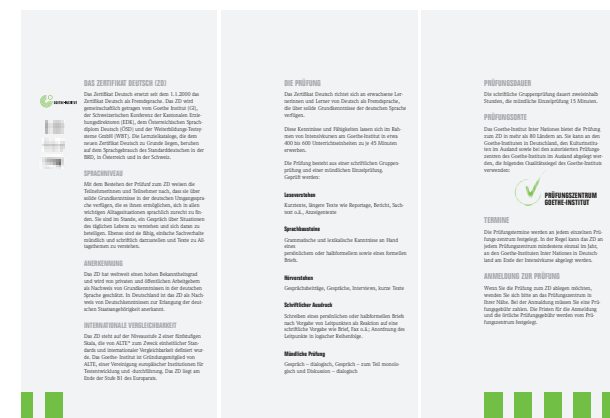 GOETHE-INSTITUT
DAS ZERTIFIKAT DEUTSCH (ZD)
Das Zertifikat Deutsch ersetzt seit dem 1.1.2000 das
Zertifikat Deutsch als Fremdsprache. Das ZD wird
gemeinschaftlich getragen vom Goethe Institut (GI),
der Schweizerischen Konferenz der Kantonalen Erzie-
hungsdirektoren (EDK), dem Österreichischen Sprach-
diplom Deutsch (ÖSD) und der Weiterbildungs-Testsy-
steme GmbH (WBT). Die Lernzielkataloge, die dem
neuen Zertifikat Deutsch zu Grunde liegen, beruhen
auf dem Sprachgebrauch des Standarddeutschen in der
BRD, in Österreich und in der Schweiz.
SPRACHNIVEAU
Mit dem Bestehen der Prüfund zum ZD weisen die
Teilnehmerinnen und Teilnehmer nach, dass sie über
solide Grundkenntnisse in der deutschen Umgangsspra-
che verfügen, die es ihnen ermöglichen, sich in allen
wichtigen Alltagssituationen sprachlich zurecht zu fin-
den. Sie sind im Stande, ein Gespräch über Situationen
des täglichen Lebens zu verstehen und sich daran zu
beteiligen. Ebenso sind sie fähig, einfache Sachverhalte
mündlich und schriftlich darzustellen und Texte zu All-
tagsthemen zu verstehen.
ANERKENNUNG
Das ZD hat weltweit einen hohen Bekanntheitsgrad
und wird von privaten und öffentlichen Arbeitgebern
als Nachweis von Grundkenntnissen in der deutschen
Sprache geschätzt. In Deutschland ist das ZD als Nach-
weis von Deutschkenntnissen zur Erlangung der deut-
schen Staatsangehörigkeit anerkannt.
INTERNATIONALE VERGLEICHBARKEIT
Das ZD steht auf der Niveaustufe 2 einer fünfstufigen
Skala, die von ALTE* zum Zweck einheitlicher Stan-
dards und internationaler Vergleichbarkeit definiert wur-
de. Das Goethe- Institut ist Gründungsmitglied von
ALTE, einer Vereinigung europäischer Institutionen für
Testentwicklung und -durchführung. Das ZD liegt am
Ende der Stufe B1 des Europarats.
DIE PRÜFUNG
Das Zertifikat Deutsch richtet sich an erwachsene Ler-
nerinnen und Lerner von Deutsch als Fremdsprache,
die über solide Grundkenntnisse der deutschen Sprache
verfügen.
Diese Kenntnisse und Fähigkeiten lassen sich im Rah-
men von Intensivkursen am Goethe-Institut in etwa
400 bis 600 Unterrichtseinheiten zu je 45 Minuten
erwerben.
Die Prüfung besteht aus einer schriftlichen Gruppen-
prüfung und einer mündlichen Einzelprüfung.
Geprüft werden:
Leseverstehen
Kurztexte, längere Texte wie Reportage, Bericht, Sach-
text o.ä., Anzeigentexte
Sprachbausteine
Grammatische und lexikalische Kenntnisse an Hand
eines
persönlichen oder halbformellen sowie eines formellen
Briefs.
Hörverstehen
Gesprächsbeiträge, Gespräche, Interviews, kurze Texte
Schriftlicher Ausdruck
Schreiben eines persönlichen oder halbformellen Briefs
nach Vorgabe von Leitpunkten als Reaktion auf eine
schriftliche Vorgabe wie Brief, Fax o.ä.; Anordnung des
Leitpunkte in logischer Reihenfolge.
Mündliche Prüfung
Gespräch – dialogisch, Gespräch – zum Teil monolo-
gisch und Diskussion – dialogisch
PRÜFUNGSDAUER
Die schriftliche Gruppenprüfung dauert zweieinhalb
Stunden, die mündliche Einzelprüfung 15 Minuten.
PRÜFUNGSORTE
Das Goethe-Institut Inter Nationes bietet die Prüfung
zum ZD in mehr als 80 Ländern an. Sie kann an den
Goethe-Instituten in Deutschland, den Kulturinstitu-
ten im Ausland sowie bei den autorisierten Prüfungs-
zentren des Goethe-Instituts im Ausland abgelegt wer-
den, die folgendes Qualitätssiegel des Goethe-Instituts
verwenden:
PRÜFUNGSZENTRUM
GOETHE-INSTITUT
TERMINE
Die Prüfungstermine werden an jedem einzelnen Prü-
fungs-zentrum festgelegt. In der Regel kann das ZD an
jedem Prüfungszentrum mindestens einmal im Jahr,
an den Goethe-Instituten Inter Nationes in Deutsch-
land am Ende der Intensivkurse abgelegt werden.
ANMELDUNG ZUR PRÜFUNG
Wenn Sie die Prüfung zum ZD ablegen möchten,
wenden Sie sich bitte an das Prüfungszentrum in
Ihrer Nähe. Bei der Anmeldung müssen Sie eine Prü-
fungsgebühr zahlen. Die Fristen für die Anmeldung
und die örtliche Prüfungsgebühr werden vom Prü-
fungszentrum festgelegt.